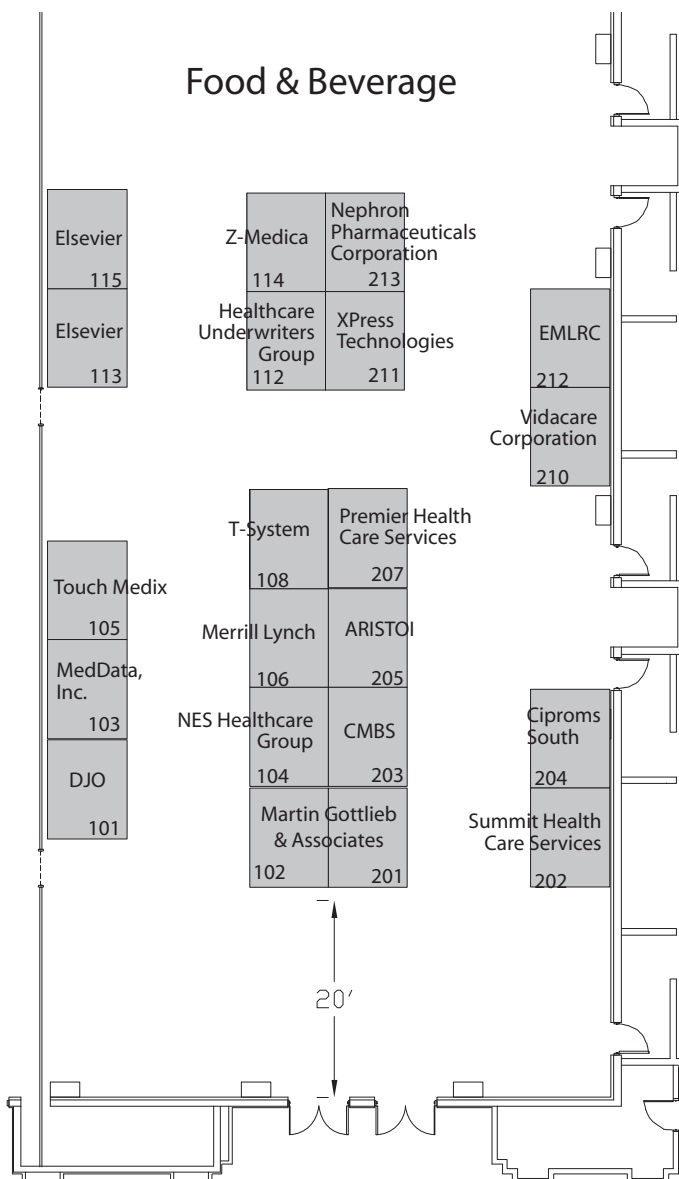 Food & Beverage
Elsevier
115
Elsevier
113
Z-Medica
114
Nephron
Pharmaceuticals
Corporation
213
Healthcare
Underwriters
Group
112
XPress
Technologies
211
EMLRC
212
Vidacare
Corporation
210
T-System
108
Premier Health
Care Services
207
Touch Medix
105
Merrill Lynch
106
ARISTOI
205
MedData,
Inc.
103
NES Healthcare
Group
104
CMBS
203
Ciproms
South
204
DJO
101
Martin Gottlieb
& Associates
102
201
Summit Health
Care Services
202
20'